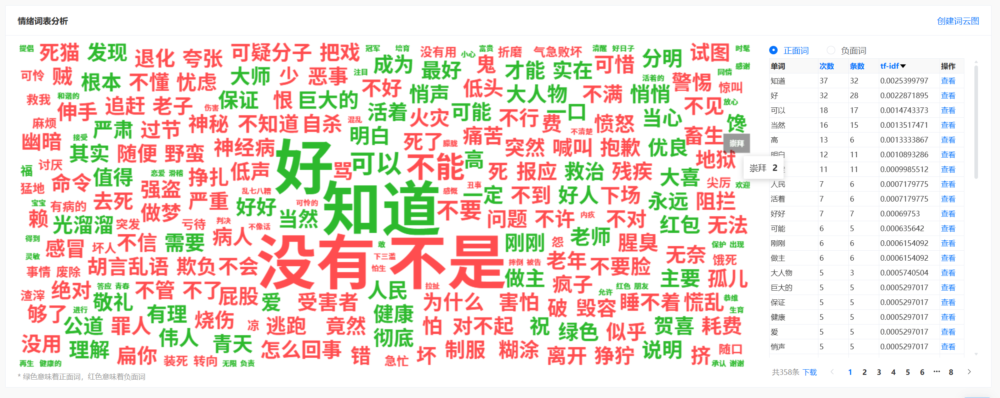 情绪词表分析
创建词云图
提倡 死猫 发现 退化 夸张 可疑分子 把戏 冠军 培育 没有用 小心 富贵 折磨 气急败坏 清醒 好日子 分明 试图 时髦
可怜 贼 根本 不懂 忧虑 大师 少 恶事 注目 成为 最好 鬼 才能 实在 可惜 活着的 警惕 同情 感谢
救我 和谐的 伸手 追赶 老子 伤害 保证 恨 巨大的 不好 悄声 低头 大人物 不满 悄悄 不见 惊叫 放心
麻烦 严肃 过节 神秘 不知道 自杀 混乱 活着 火灾 可能 不行 费 一口 愤怒 当心 馋
幽暗 接受 其实 随便 野蛮 神经病 明白 死了 朦胧 痛苦 突然 不清楚 喊叫 抱歉 优良 畜生 崇拜
福 讨厌 命令 值得 恋爱 滑稽 挣扎 低声 好 骂 可以 不能 高 死 报应 救治 残疾 大喜 地狱 尖厉 欢迎
崇拜 2
猛地 宝宝 有病的 去死 强盗 严重 乱七八糟 好好 可怜的 知道 感慨 丑事 一定 不到 好人 下场 永远 阻拦
赖 光溜溜 突发 做梦 亏待 判决 不像话 当然 不要 问题 不许 内疚 不对 红包 无法
得到 感冒 坏人 不信 需要 病人 没有 敢 不是 刚刚 怨 老师 腥臭 保护 出现
灵敏 事情 废除 胡言乱语 欺负 不会 下三滥 怕生 摔倒 被告 老年 不要脸 无奈 饿死
渣滓 绝对 答应 青春 不管 不了 屁股 爱 人民 拉扯 做主 疯子 允许 红色 朋友 主要 孤儿
够了 进行 敬礼 有理 烧伤 受害者 健康 为什么 害怕 破 毁容 睡不着 慌乱 恭维 生育
公道 罪人 伟人 凉 逃跑 竟然 怕 对不起 祝 绿色 似乎 贺喜 耗费
没用 理解 扁你 青天 怎么回事 错 彻底 坏 制服 糊涂 离开 狰狞 说明 挤 随口
再生 健康的 装死 转向 无限 负责 急忙 承认 谢谢
* 绿色意味着正面词，红色意味着负面词
正面词 负面词
单词 次数 条数 tf-idf 操作
知道 37 32 0.0025399797 查看
好 32 28 0.0022871895 查看
可以 18 17 0.0014743373 查看
当然 16 15 0.0013517471 查看
高 13 6 0.0013333867 查看
明白 12 11 0.0010893286 查看
11 11 0.0009985512 查看
人民 7 6 0.0007179775 查看
活着 7 6 0.0007179775 查看
好好 7 7 0.00069753 查看
可能 6 5 0.000635642 查看
刚刚 6 6 0.0006154092 查看
做主 6 6 0.0006154092 查看
大人物 5 3 0.0005740504 查看
巨大的 5 5 0.0005297017 查看
保证 5 5 0.0005297017 查看
健康 5 5 0.0005297017 查看
爱 5 5 0.0005297017 查看
悄声 5 5 0.0005297017 查看
共358条 下载 1 2 3 4 5 6 ··· 8